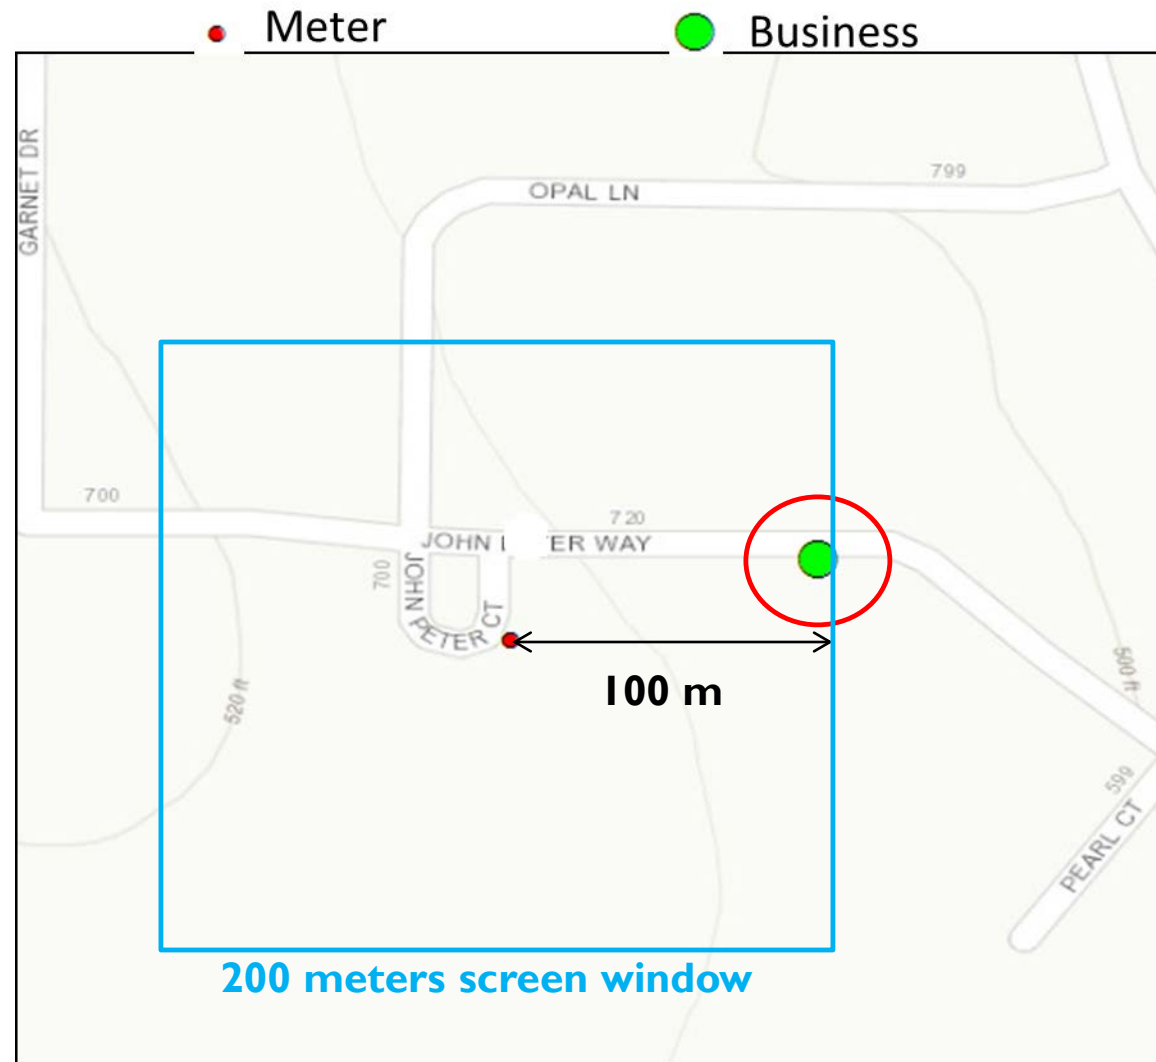 Meter
Business
GARNET DR
799
OPAL LN
700
720
JOHN
ER WAY
700
JOHN PETER CT
100 m
520 ft
500 ft
599
PEARL CT
200 meters screen window